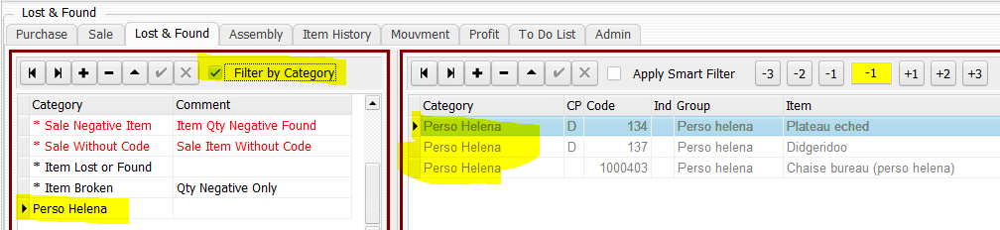 Lost & Found
Purchase Sale Lost & Found Assembly Item History Mouvment Profit To Do List Admin
Filter by Category
Category Comment
* Sale Negative Item Item Qty Negative Found
* Sale Without Code Sale Item Without Code
* Item Lost or Found
* Item Broken Qty Negative Only
Perso Helena
Apply Smart Filter -3 -2 -1 -1 +1 +2 +3
Category CP Code Ind Group Item
Perso Helena D 134 Perso helena Plateau eched
Perso Helena D 137 Perso helena Didgeridoo
Perso Helena 1000403 Perso helena Chaise bureau (perso helena)